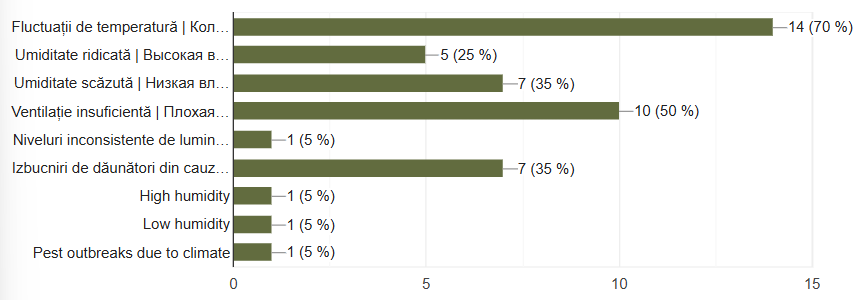 Fluctuații de temperatură | Кол...
14 (70 %)
Umiditate ridicată | Высокая в...
5 (25 %)
Umiditate scăzută | Низкая вл...
7 (35 %)
Ventilație insuficientă | Плохая...
10 (50 %)
Niveluri inconsistente de lumin...
1 (5 %)
Izbucniri de dăunători din cauz...
7 (35 %)
High humidity
1 (5 %)
Low humidity
1 (5 %)
Pest outbreaks due to climate
1 (5 %)
0 5 10 15